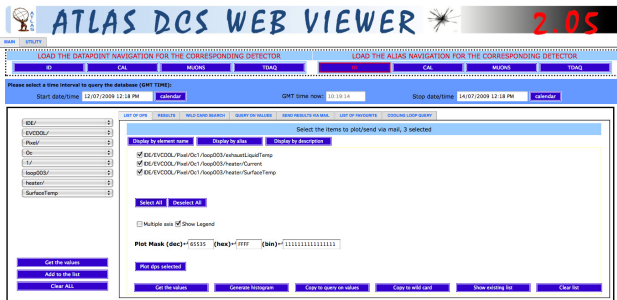 ATLAS DCS WEB VIEWER 2.05
MAIN UTILITY
LOAD THE DATAPOINT NAVIGATION FOR THE CORRESPONDING DETECTOR LOAD THE ALIAS NAVIGATION FOR THE CORRESPONDING DETECTOR
ID CAL MUONS TDAQ ID CAL MUONS TDAQ
Please select a time interval to query the database (GMT TIME):
Start date/time 12/07/2009 12:18 PM calendar GMT time now: 10:19:14 Stop date/time 14/07/2009 12:18 PM calendar
LIST OF DPS RESULTS WILD CARD SEARCH QUERY ON VALUES SEND RESULTS VIA MAIL LIST OF FAVOURITE COOLING LOOP QUERY
IDE/
EVCOOL/
Pixel/
Oc
1/
loop003/
heater/
SurfaceTemp
Select the items to plot/send via mail, 3 selected
Display by element name Display by alias Display by description
IDE/EVCOOL/Pixel/Oc1/loop003/exhaustLiquidTemp
IDE/EVCOOL/Pixel/Oc1/loop003/heater/Current
IDE/EVCOOL/Pixel/Oc1/loop003/heater/SurfaceTemp
Select All Deselect All
Multiple axis Show Legend
Plot Mask (dec) 65535 (hex) FFFF (bin) 1111111111111111
Plot dps selected
Get the values
Add to the list
Clear ALL
Get the values Generate histogram Copy to query on values Copy to wild card Show existing list Clear list